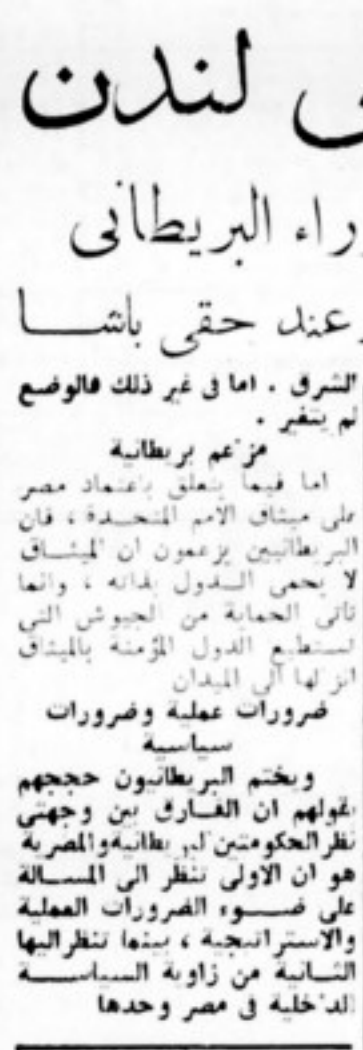 ى لندن
راء البريطانى
عند حقى باشا
الشرق . اما فى غير ذلك فالوضع
لم يتغير .
مزاعم بريطانية
اما فيما يتعلق باعتماد مصر
على ميثاق الامم المتحدة ، فان
البريطانيين يزعمون ان الميثاق
لا يحمى الدول بذاته ، وانما
تاتى الحماية من الجيوش التى
تستطيع الدول المؤمنة بالميثاق
انزلها الى الميدان
ضرورات عملية وضرورات
سياسية
ويختم البريطانيون حججهم
بقولهم ان الفارق بين وجهتى
نظر الحكومتين البريطانية والمصرية
هو ان الاولى تنظر الى المسالة
على ضوء الضرورات العملية
والاستراتيجية ، بينما تنظر اليها
الثانية من زاوية السياسة
الداخلية فى مصر وحدها